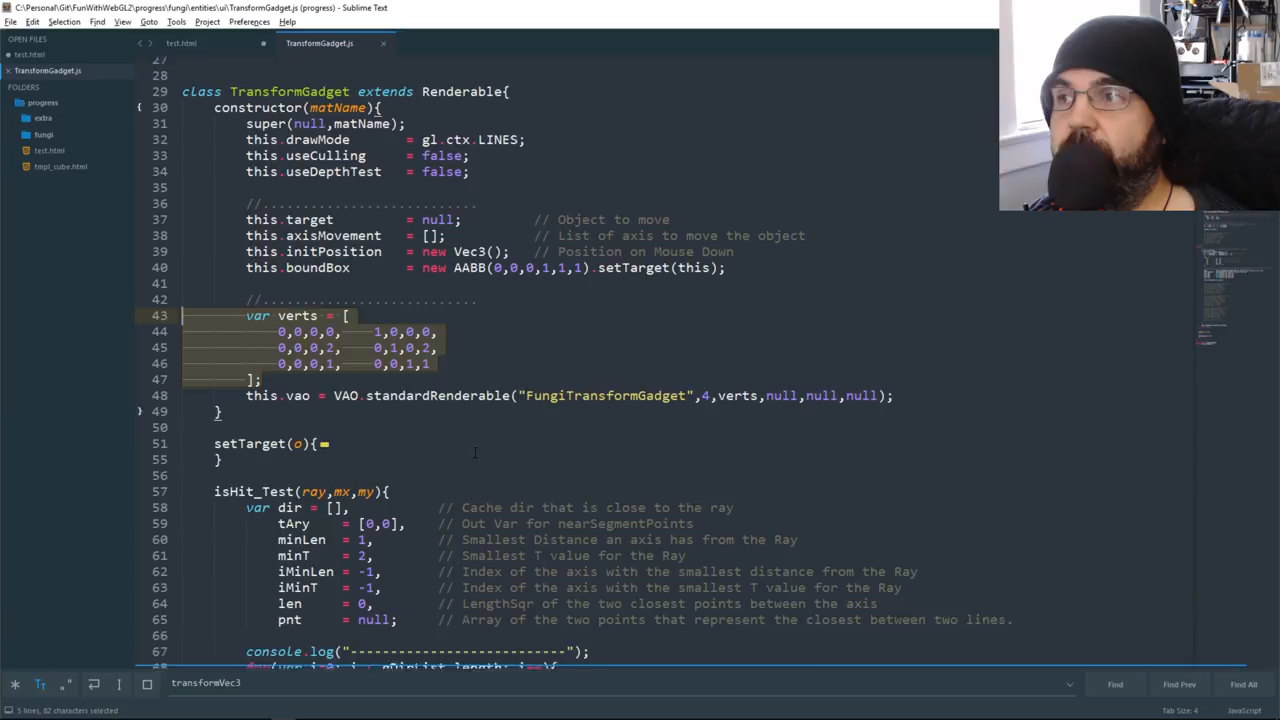 C:\Personal\Git\FunWithWebGL2\progress\fungi\entities\ui\TransformGadget.js (progress) - Sublime Text
File Edit Selection Find View Goto Tools Project Preferences Help
OPEN FILES
test.html
TransformGadget.js
FOLDERS
progress
extra
fungi
test.html
tmpl_cube.html
test.html TransformGadget.js
27
28
29 class TransformGadget extends Renderable{
30 constructor(matName){
31 super(null,matName);
32 this.drawMode = gl.ctx.LINES;
33 this.useCulling = false;
34 this.useDepthTest = false;
35
36 //...........................
37 this.target = null; // Object to move
38 this.axisMovement = []; // List of axis to move the object
39 this.initPosition = new Vec3(); // Position on Mouse Down
40 this.boundBox = new AABB(0,0,0,1,1,1).setTarget(this);
41
42 //...........................
43 var verts = [
44 0,0,0,0, 1,0,0,0,
45 0,0,0,2, 0,1,0,2,
46 0,0,0,1, 0,0,1,1
47 ];
48 this.vao = VAO.standardRenderable("FungiTransformGadget",4,verts,null,null,null);
49 }
50
51 setTarget(o){
55 }
56
57 isHit_Test(ray,mx,my){
58 var dir = [], // Cache dir that is close to the ray
59 tAry = [0,0], // Out Var for nearSegmentPoints
60 minLen = 1, // Smallest Distance an axis has from the Ray
61 minT = 2, // Smallest T value for the Ray
62 iMinLen = -1, // Index of the axis with the smallest distance from the Ray
63 iMinT = -1, // Index of the axis with the smallest T value for the Ray
64 len = 0, // LengthSqr of the two closest points between the axis
65 pnt = null; // Array of the two points that represent the closest between two lines.
66
67 console.log("---------------------------");
68 for(var i=0; i < gDirList.length; i++){
transformVec3 Find Find Prev Find All
5 lines, 82 characters selected Tab Size: 4 JavaScript